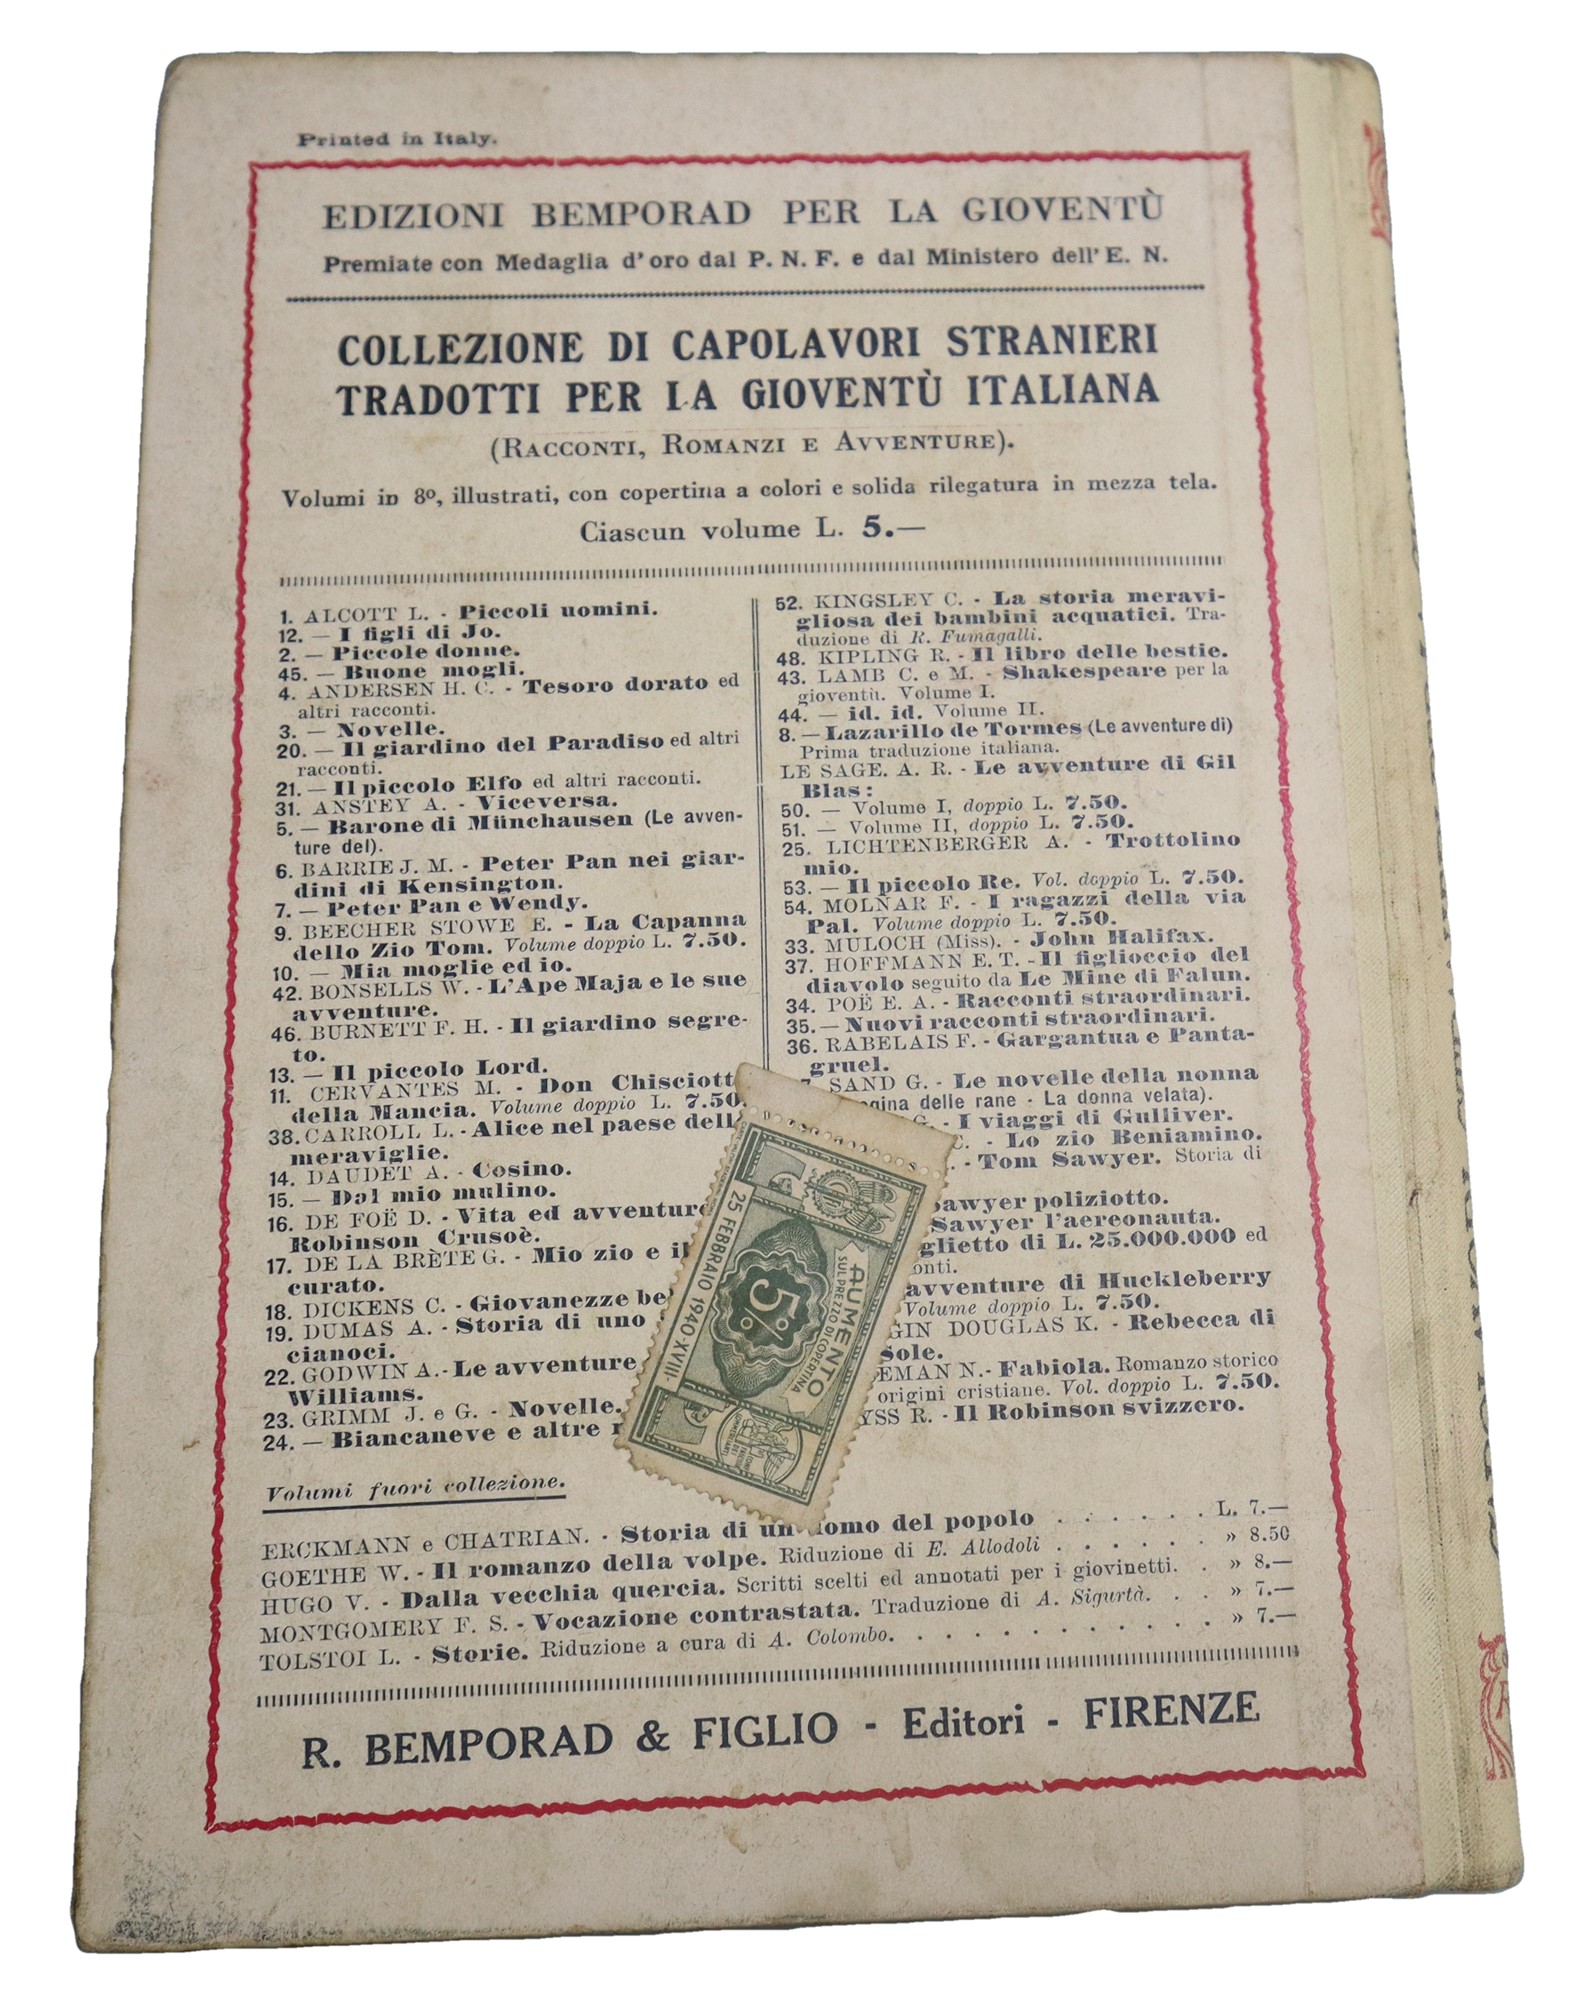 Printed in Italy.
EDIZIONI BEMPORAD PER LA GIOVENTÙ
Premiate con Medaglia d'oro dal P. N. F. e dal Ministero dell'E. N.
COLLEZIONE DI CAPOLAVORI STRANIERI
TRADOTTI PER LA GIOVENTÙ ITALIANA
(RACCONTI, ROMANZI E AVVENTURE).
Volumi in 8º, illustrati, con copertina a colori e solida rilegatura in mezza tela.
Ciascun volume L. 5.—
1. ALCOTT L. - Piccoli uomini.
12. — I figli di Jo.
2. — Piccole donne.
45. — Buone mogli.
4. ANDERSEN H. C. - Tesoro dorato ed
altri racconti.
3. — Novelle.
20. — Il giardino del Paradiso ed altri
racconti.
21. — Il piccolo Elfo ed altri racconti.
31. ANSTEY A. - Viceversa.
5. — Barone di Münchausen (Le avven-
ture del).
6. BARRIE J. M. - Peter Pan nei giar-
dini di Kensington.
7. — Peter Pan e Wendy.
9. BEECHER STOWE E. - La Capanna
dello Zio Tom. Volume doppio L. 7.50.
10. — Mia moglie ed io.
42. BONSELLS W. - L'Ape Maja e le sue
avventure.
46. BURNETT F. H. - Il giardino segre-
to.
13. — Il piccolo Lord.
11. CERVANTES M. - Don Chisciott
della Mancia. Volume doppio L. 7.50.
38. CARROLL L. - Alice nel paese dell
meraviglie.
14. DAUDET A. - Cosino.
15. — Dal mio mulino.
16. DE FOË D. - Vita ed avventur
Robinson Crusoè.
17. DE LA BRÈTE G. - Mio zio e il
curato.
18. DICKENS C. - Giovanezze be
19. DUMAS A. - Storia di uno
cianoci.
22. GODWIN A. - Le avventure
Williams.
23. GRIMM J. e G. - Novelle.
24. — Biancaneve e altre
52. KINGSLEY C. - La storia meravi-
gliosa dei bambini acquatici. Tra-
duzione di R. Fumagalli.
48. KIPLING R. - Il libro delle bestie.
43. LAMB C. e M. - Shakespeare per la
gioventù. Volume I.
44. — id. id. Volume II.
8. — Lazarillo de Tormes (Le avventure di)
Prima traduzione italiana.
LE SAGE. A. R. - Le avventure di Gil
Blas:
50. — Volume I, doppio L. 7.50.
51. — Volume II, doppio L. 7.50.
25. LICHTENBERGER A. - Trottolino
mio.
53. — Il piccolo Re. Vol. doppio L. 7.50.
54. MOLNAR F. - I ragazzi della via
Pal. Volume doppio L. 7.50.
33. MULOCH (Miss). - John Halifax.
37. HOFFMANN E. T. - Il figlioccio del
diavolo seguito da Le Mine di Falun.
34. POË E. A. - Racconti straordinari.
35. — Nuovi racconti straordinari.
36. RABELAIS F. - Gargantua e Panta-
gruel.
SAND G. - Le novelle della nonna
gina delle rane - La donna velata).
G. - I viaggi di Gulliver.
C. - Lo zio Beniamino.
- Tom Sawyer. Storia di
awyer poliziotto.
Sawyer l'aereonauta.
glietto di L. 25.000.000 ed
onti.
avventure di Huckleberry
Volume doppio L. 7.50.
GIN DOUGLAS K. - Rebecca di
Sole.
EMAN N. - Fabiola. Romanzo storico
origini cristiane. Vol. doppio L. 7.50.
YSS R. - Il Robinson svizzero.
AUMENTO
SUL PREZZO DI COPERTINA
5%
25 FEBBRAIO 1940-XVIII-
Volumi fuori collezione.
ERCKMANN e CHATRIAN. - Storia di un uomo del popolo . . . . . . L. 7.—
GOETHE W. - Il romanzo della volpe. Riduzione di E. Allodoli . . . . . . » 8.50
HUGO V. - Dalla vecchia quercia. Scritti scelti ed annotati per i giovinetti. . » 8.—
MONTGOMERY F. S. - Vocazione contrastata. Traduzione di A. Sigurtà. . . » 7.—
TOLSTOI L. - Storie. Riduzione a cura di A. Colombo. . . . . . . . . . . . » 7.—
R. BEMPORAD & FIGLIO - Editori - FIRENZE